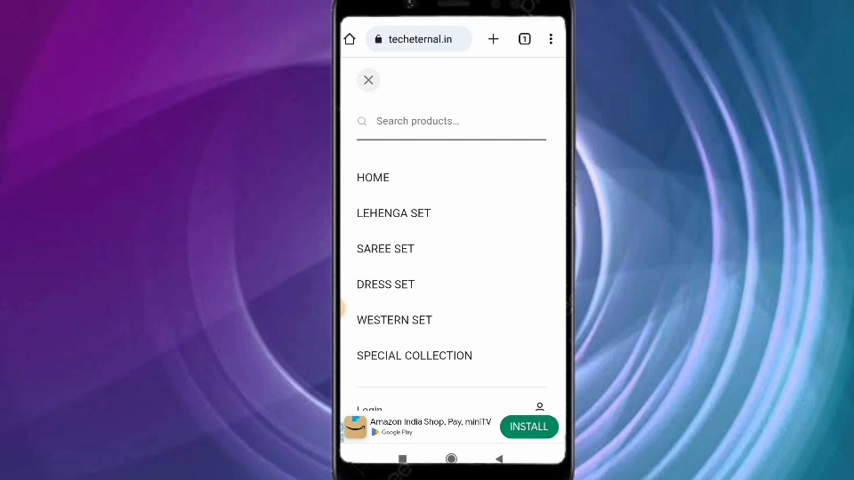 techeternal.in
1
Search products...
HOME
LEHENGA SET
SAREE SET
DRESS SET
WESTERN SET
SPECIAL COLLECTION
Login
Amazon India Shop, Pay, miniTV
Google Play
INSTALL